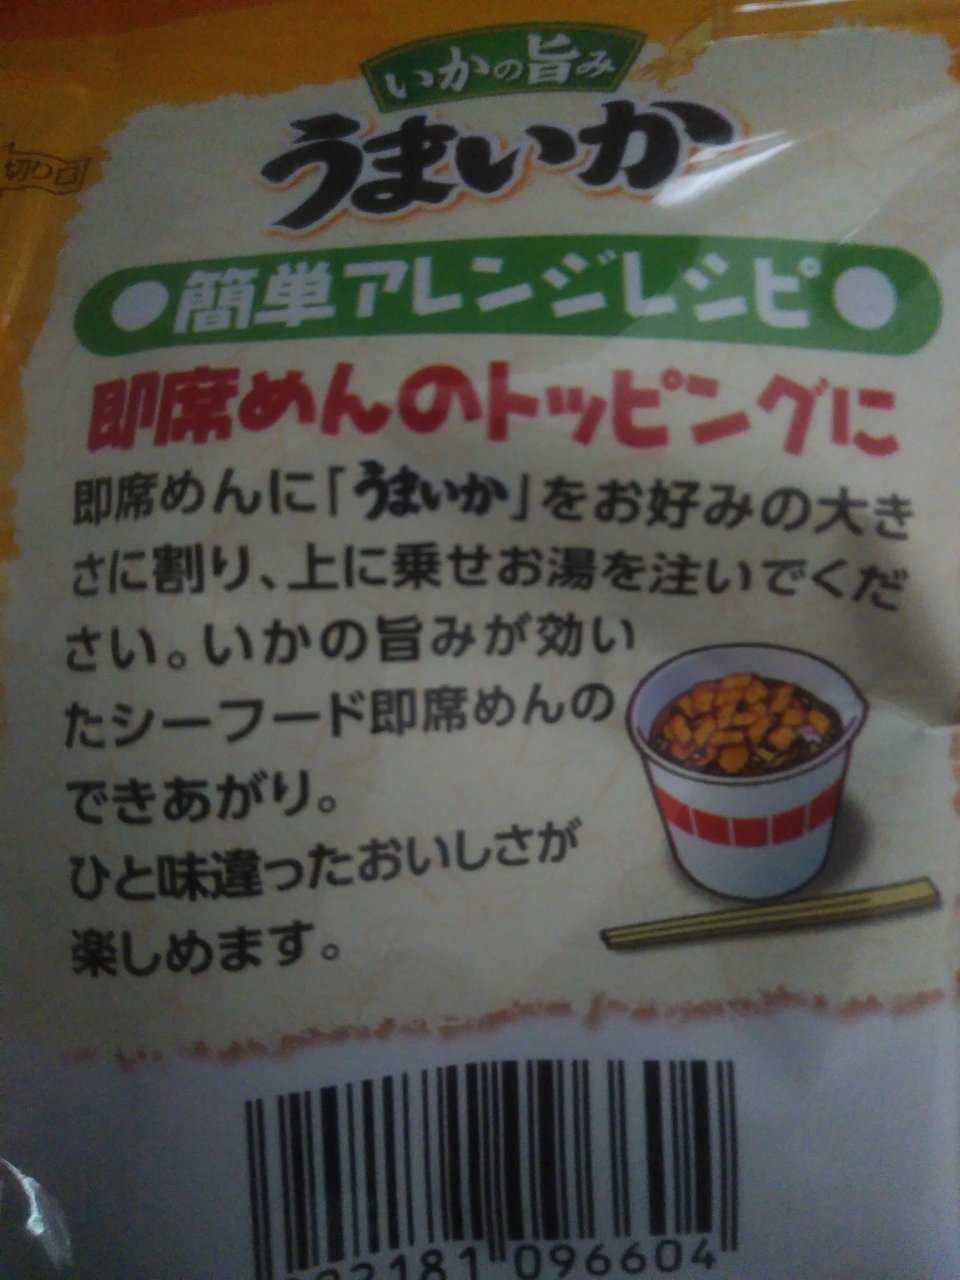 いかの旨み
うまいか
切り口
●簡単アレンジレシピ●
即席めんのトッピングに
即席めんに「うまいか」をお好みの大き
さに割り、上に乗せお湯を注いでくだ
さい。いかの旨みが効い
たシーフード即席めんの
できあがり。
ひと味違ったおいしさが
楽しめます。
2181 096604